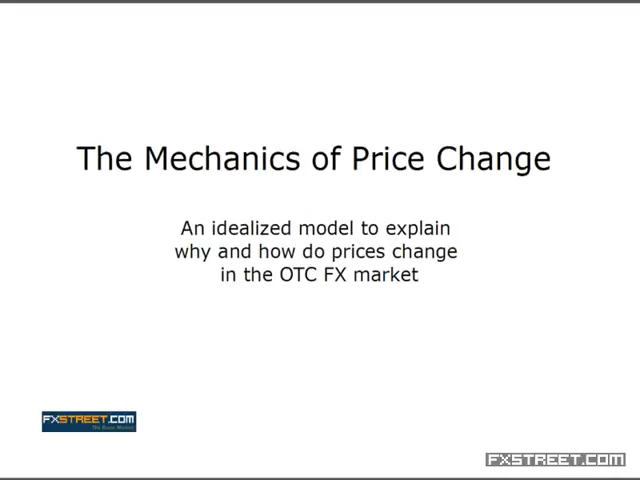 The Mechanics of Price Change
An idealized model to explain
why and how do prices change
in the OTC FX market
FXSTREET.COM
FXSTREET.COM